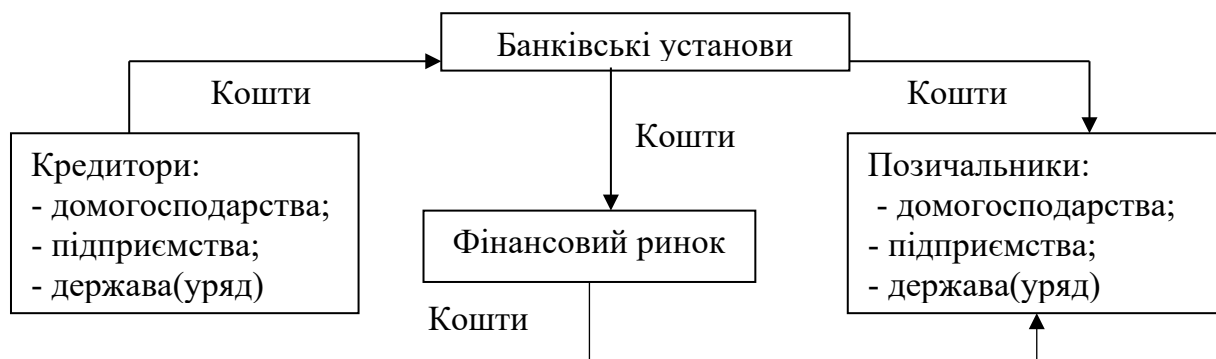 Банківські установи
Кошти
Кошти
Кошти
Кредитори:
- домогосподарства;
- підприємства;
- держава(уряд)
Фінансовий ринок
Позичальники:
- домогосподарства;
- підприємства;
- держава(уряд)
Кошти